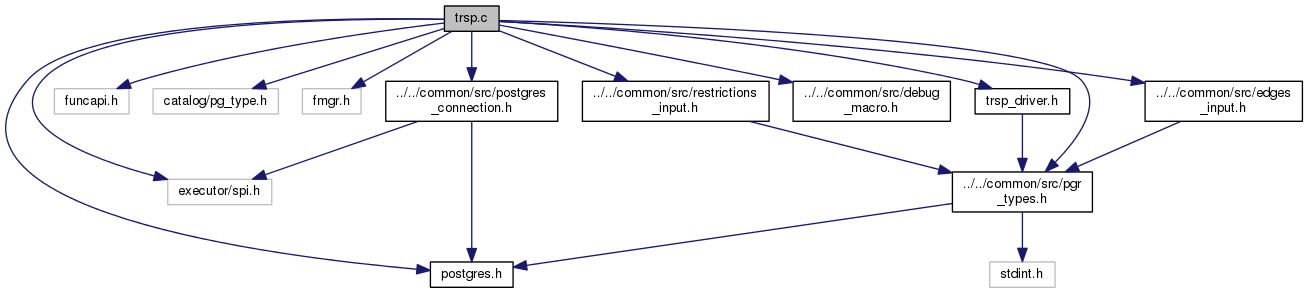 trsp.c
funcapi.h
catalog/pg_type.h
fmgr.h
../../common/src/postgres
_connection.h
../../common/src/restrictions
_input.h
../../common/src/debug
_macro.h
trsp_driver.h
../../common/src/edges
_input.h
executor/spi.h
../../common/src/pgr
_types.h
postgres.h
stdint.h